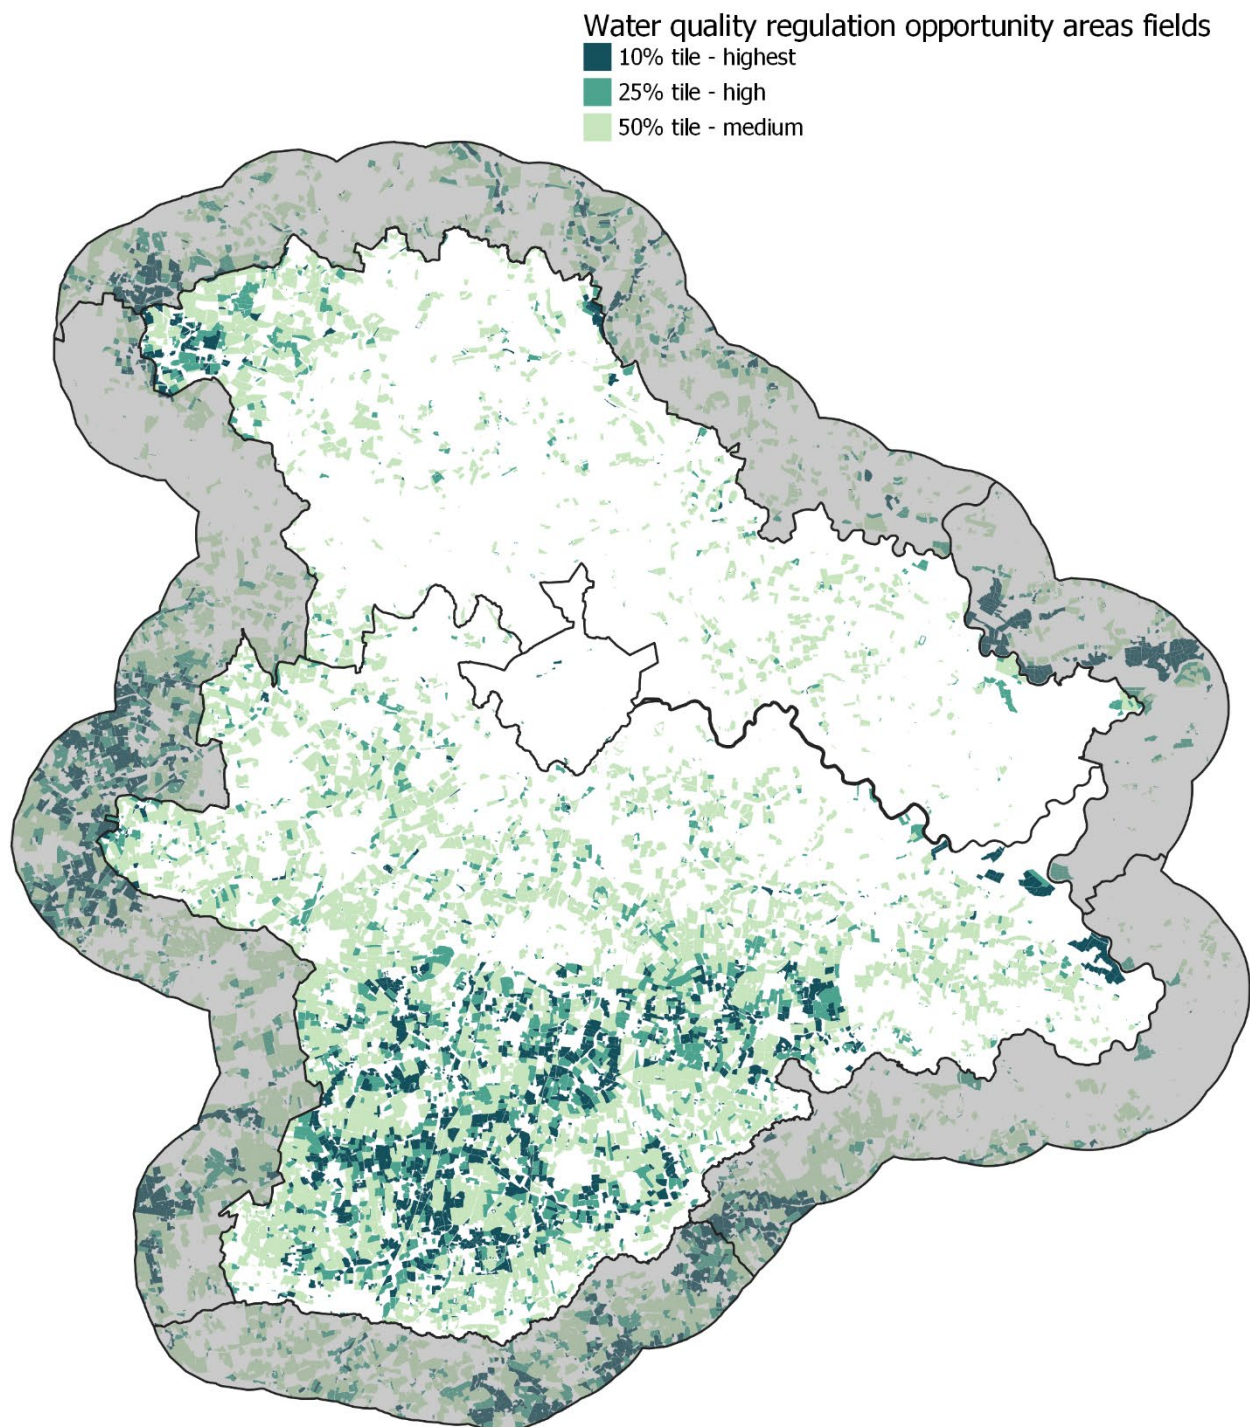 Water quality regulation opportunity areas fields
10% tile - highest
25% tile - high
50% tile - medium